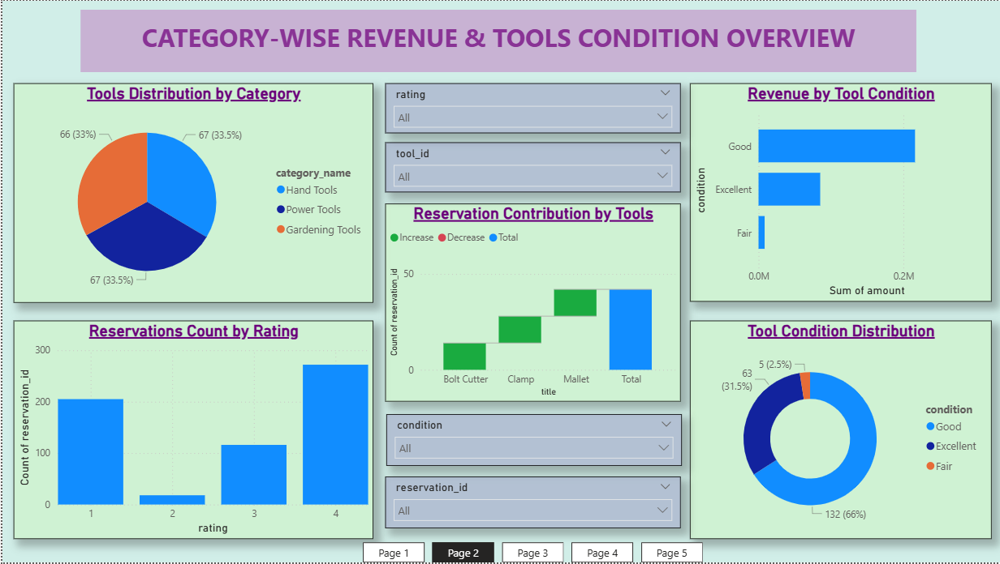 CATEGORY-WISE REVENUE & TOOLS CONDITION OVERVIEW
Tools Distribution by Category
66 (33%)
67 (33.5%)
67 (33.5%)
category_name
Hand Tools
Power Tools
Gardening Tools
rating
All
tool_id
All
Revenue by Tool Condition
condition
Good
Excellent
Fair
0.0M 0.2M
Sum of amount
Reservation Contribution by Tools
Increase Decrease Total
Count of reservation_id
50
0
Bolt Cutter Clamp Mallet Total
title
Reservations Count by Rating
Count of reservation_id
300
200
100
0
1 2 3 4
rating
condition
All
reservation_id
All
Tool Condition Distribution
5 (2.5%)
63
(31.5%)
132 (66%)
condition
Good
Excellent
Fair
Page 1 Page 2 Page 3 Page 4 Page 5